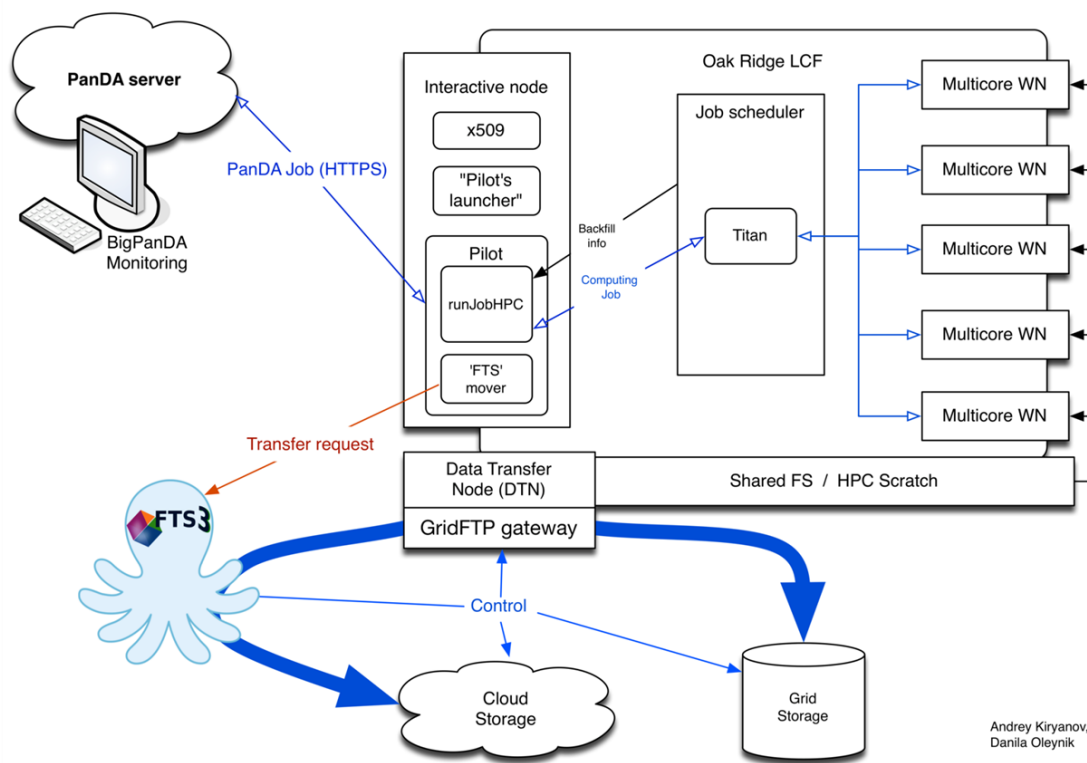 PanDA server
BigPanDA
Monitoring
PanDA Job (HTTPS)
Interactive node
x509
"Pilot's
launcher"
Pilot
runJobHPC
'FTS'
mover
Backfill
info
Computing
Job
Oak Ridge LCF
Job scheduler
Titan
Multicore WN
Multicore WN
Multicore WN
Multicore WN
Multicore WN
Transfer request
Data Transfer
Node (DTN)
Shared FS / HPC Scratch
GridFTP gateway
FTS3
Control
Cloud
Storage
Grid
Storage
Andrey Kiryanov,
Danila Oleynik